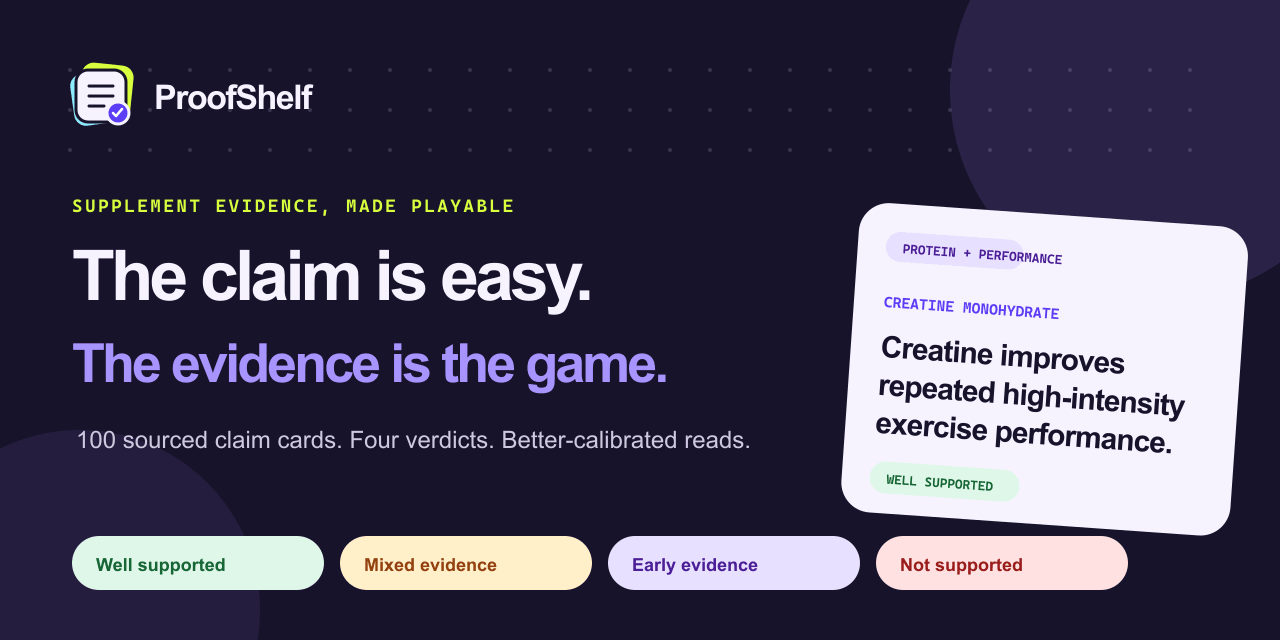 ProofShelf
SUPPLEMENT EVIDENCE, MADE PLAYABLE
The claim is easy.
The evidence is the game.
100 sourced claim cards. Four verdicts. Better-calibrated reads.
PROTEIN + PERFORMANCE
CREATINE MONOHYDRATE
Creatine improves
repeated high-intensity
exercise performance.
WELL SUPPORTED
Well supported
Mixed evidence
Early evidence
Not supported